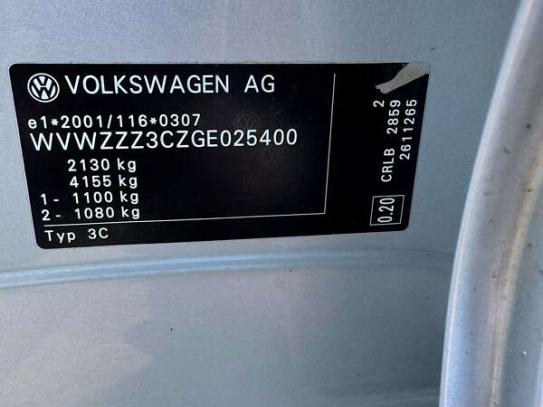 VOLKSWAGEN AG
e1*2001/116*0307
WVWZZZ3CZGE025400
2130 kg
4155 kg
1- 1100 kg
2- 1080 kg
Typ 3C
2
CRLB 2859
2611265
0.20